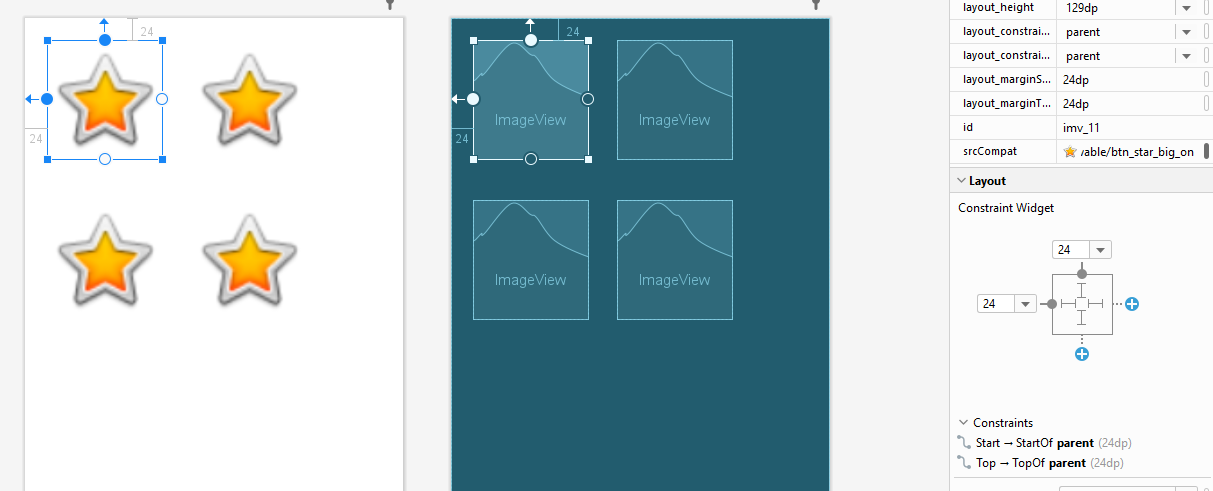 24
24
24
24
ImageView
ImageView
ImageView
ImageView
layout_height 129dp
layout_constrai... parent
layout_constrai... parent
layout_marginS... 24dp
layout_marginT... 24dp
id imv_11
srcCompat vable/btn_star_big_on
Layout
Constraint Widget
24
24
Constraints
Start → StartOf parent (24dp)
Top → TopOf parent (24dp)